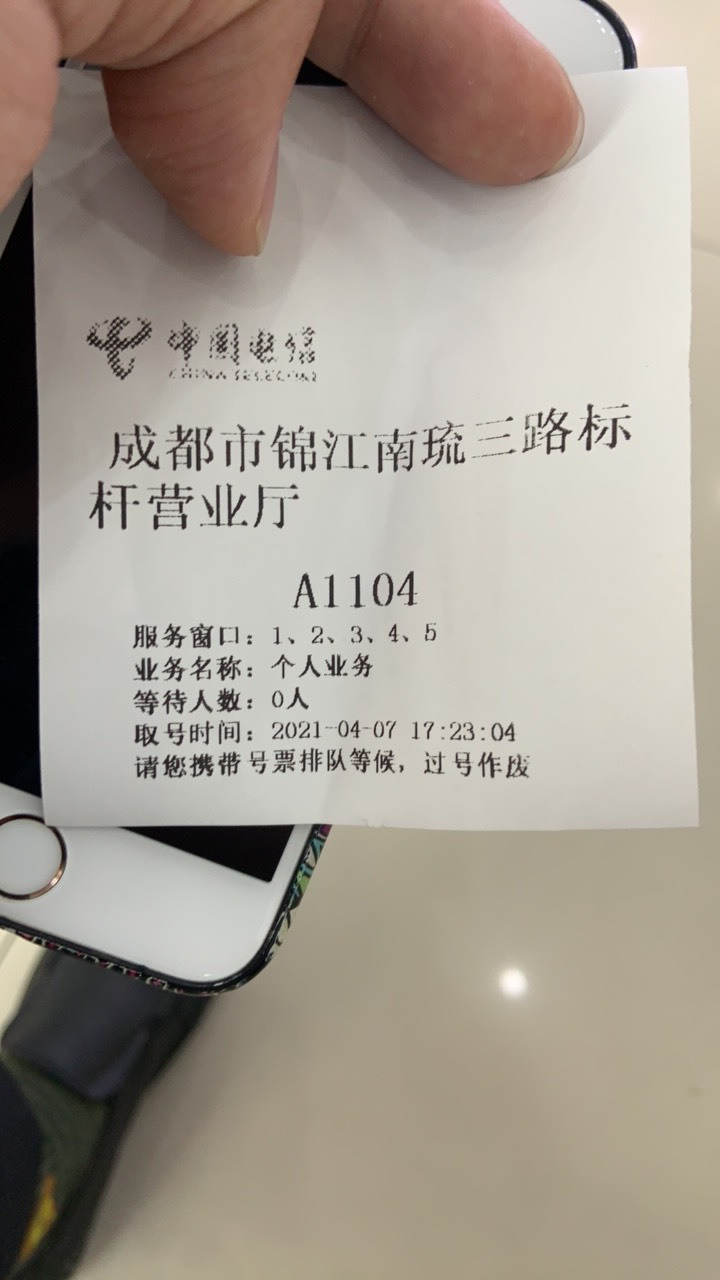 中国电信
CHINA TELECOM
成都市锦江南琉三路标
杆营业厅
A1104
服务窗口：1、2、3、4、5
业务名称：个人业务
等待人数：0人
取号时间：2021-04-07 17:23:04
请您携带号票排队等候，过号作废